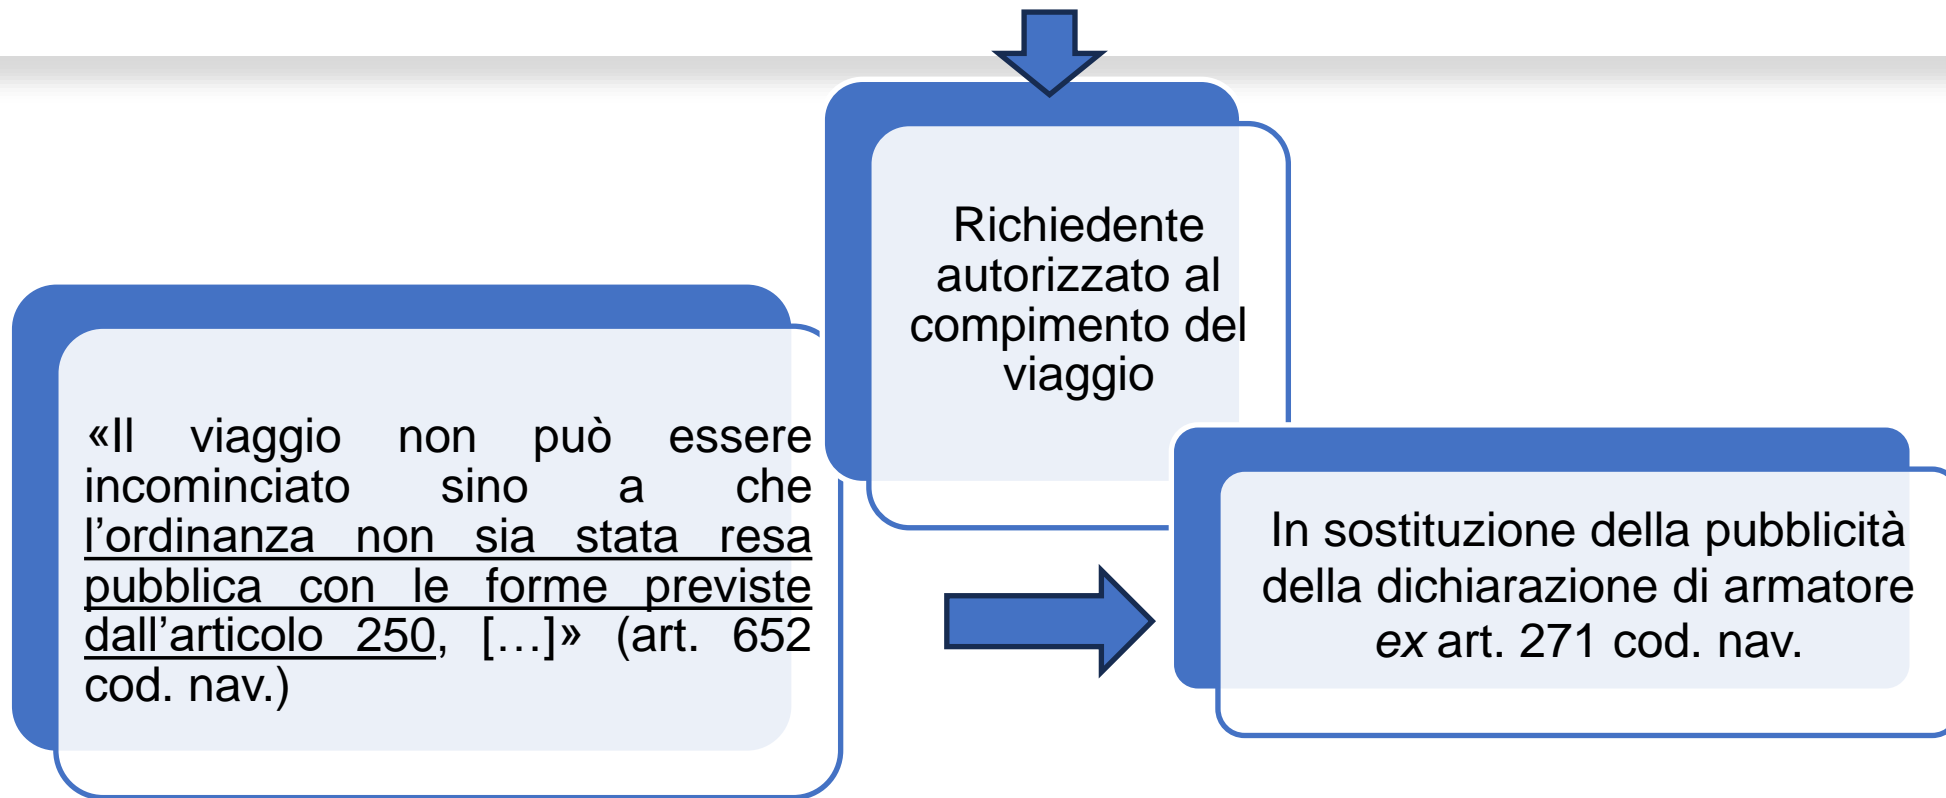 Richiedente
autorizzato al
compimento del
viaggio
«Il viaggio non può essere
incominciato sino a che
l’ordinanza non sia stata resa
pubblica con le forme previste
dall’articolo 250, […]» (art. 652
cod. nav.)
In sostituzione della pubblicità
della dichiarazione di armatore
ex art. 271 cod. nav.